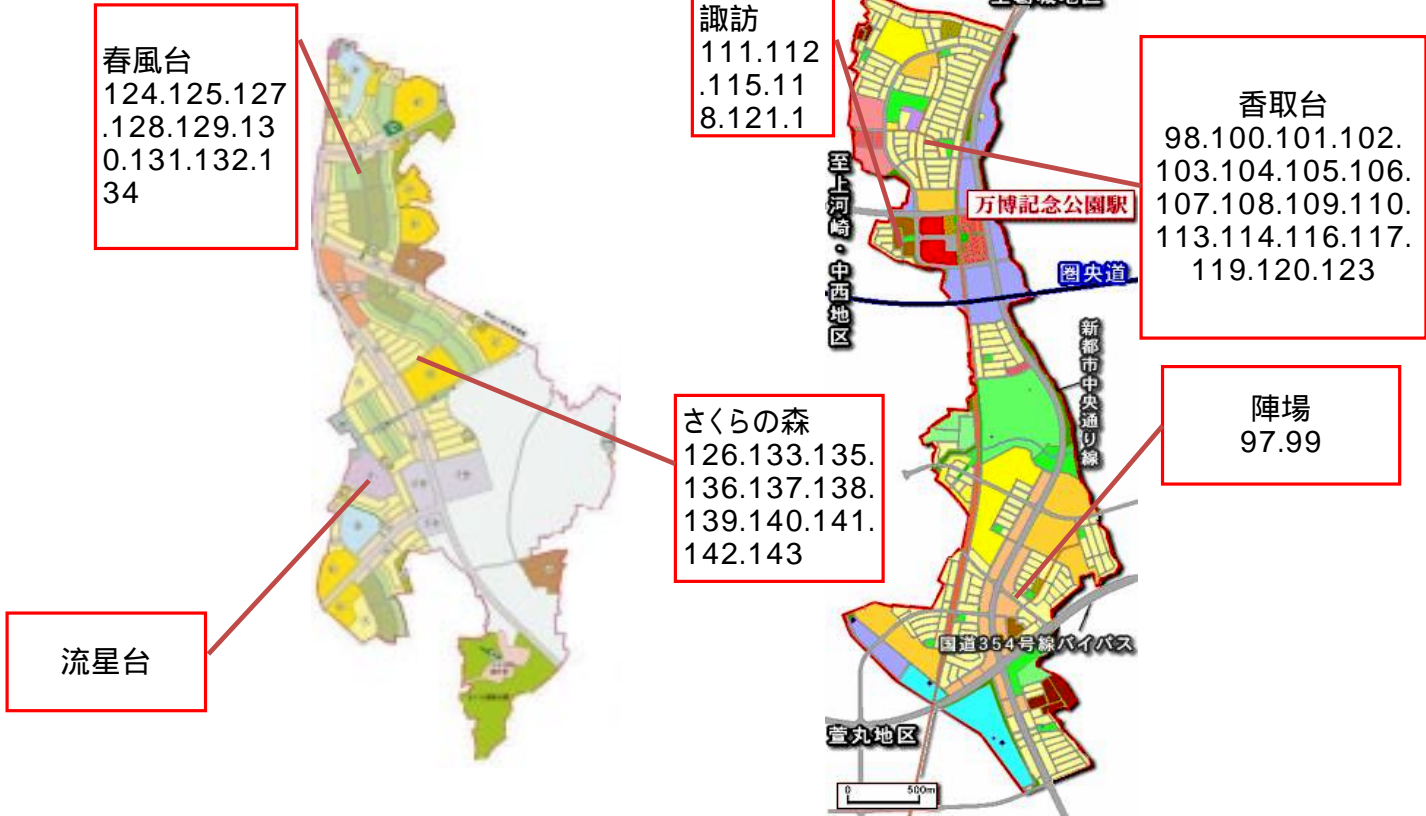 春風台
124.125.127
.128.129.13
0.131.132.1
34
諏訪
111.112
.115.11
8.121.1
香取台
98.100.101.102.
103.104.105.106.
107.108.109.110.
113.114.116.117.
119.120.123
至上河崎・中西地区
万博記念公園駅
圏央道
新都市中央通り線
さくらの森
126.133.135.
136.137.138.
139.140.141.
142.143
陣場
97.99
流星台
国道354号線バイパス
萱丸地区
0 500m